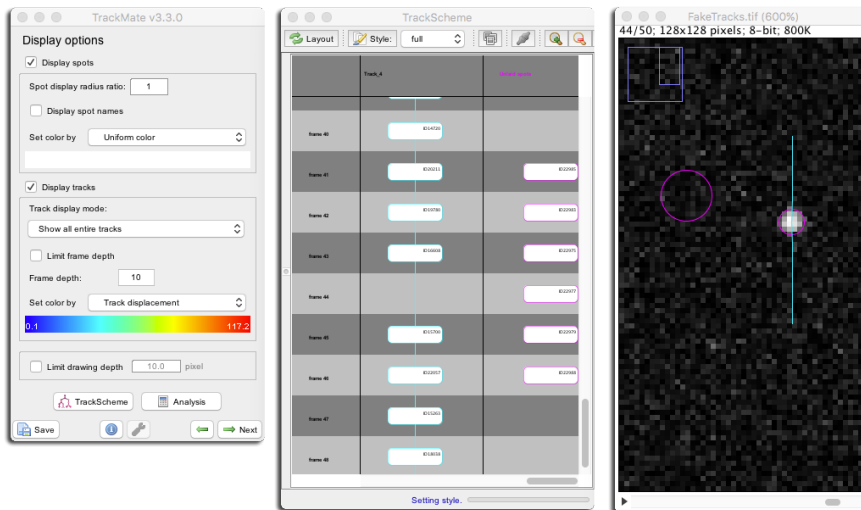 TrackMate v3.3.0
Display options
Display spots
Spot display radius ratio: 1
Display spot names
Set color by Uniform color
Display tracks
Track display mode:
Show all entire tracks
Limit frame depth
Frame depth: 10
Set color by Track displacement
0.1 117.2
Limit drawing depth 10.0 pixel
TrackScheme Analysis
Save Next
TrackScheme
Layout Style: full
Track_4
frame 40
frame 41
frame 42
frame 43
frame 44
frame 45
frame 46
frame 47
frame 48
Setting style.
FakeTracks.tif (600%)
44/50; 128x128 pixels; 8-bit; 800K